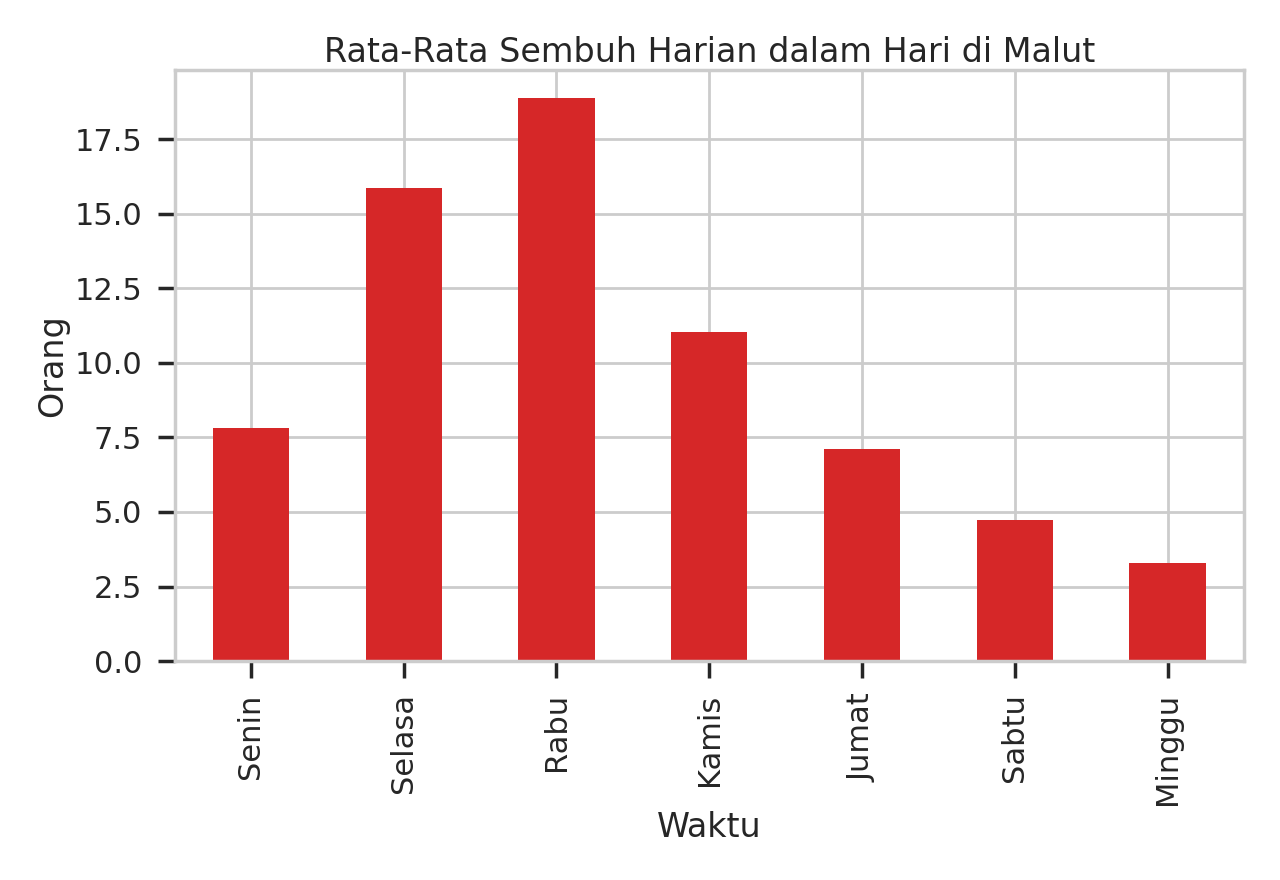 Rata-Rata Sembuh Harian dalam Hari di Malut
Orang
17.5
15.0
12.5
10.0
7.5
5.0
2.5
0.0
Senin
Selasa
Rabu
Kamis
Jumat
Sabtu
Minggu
Waktu